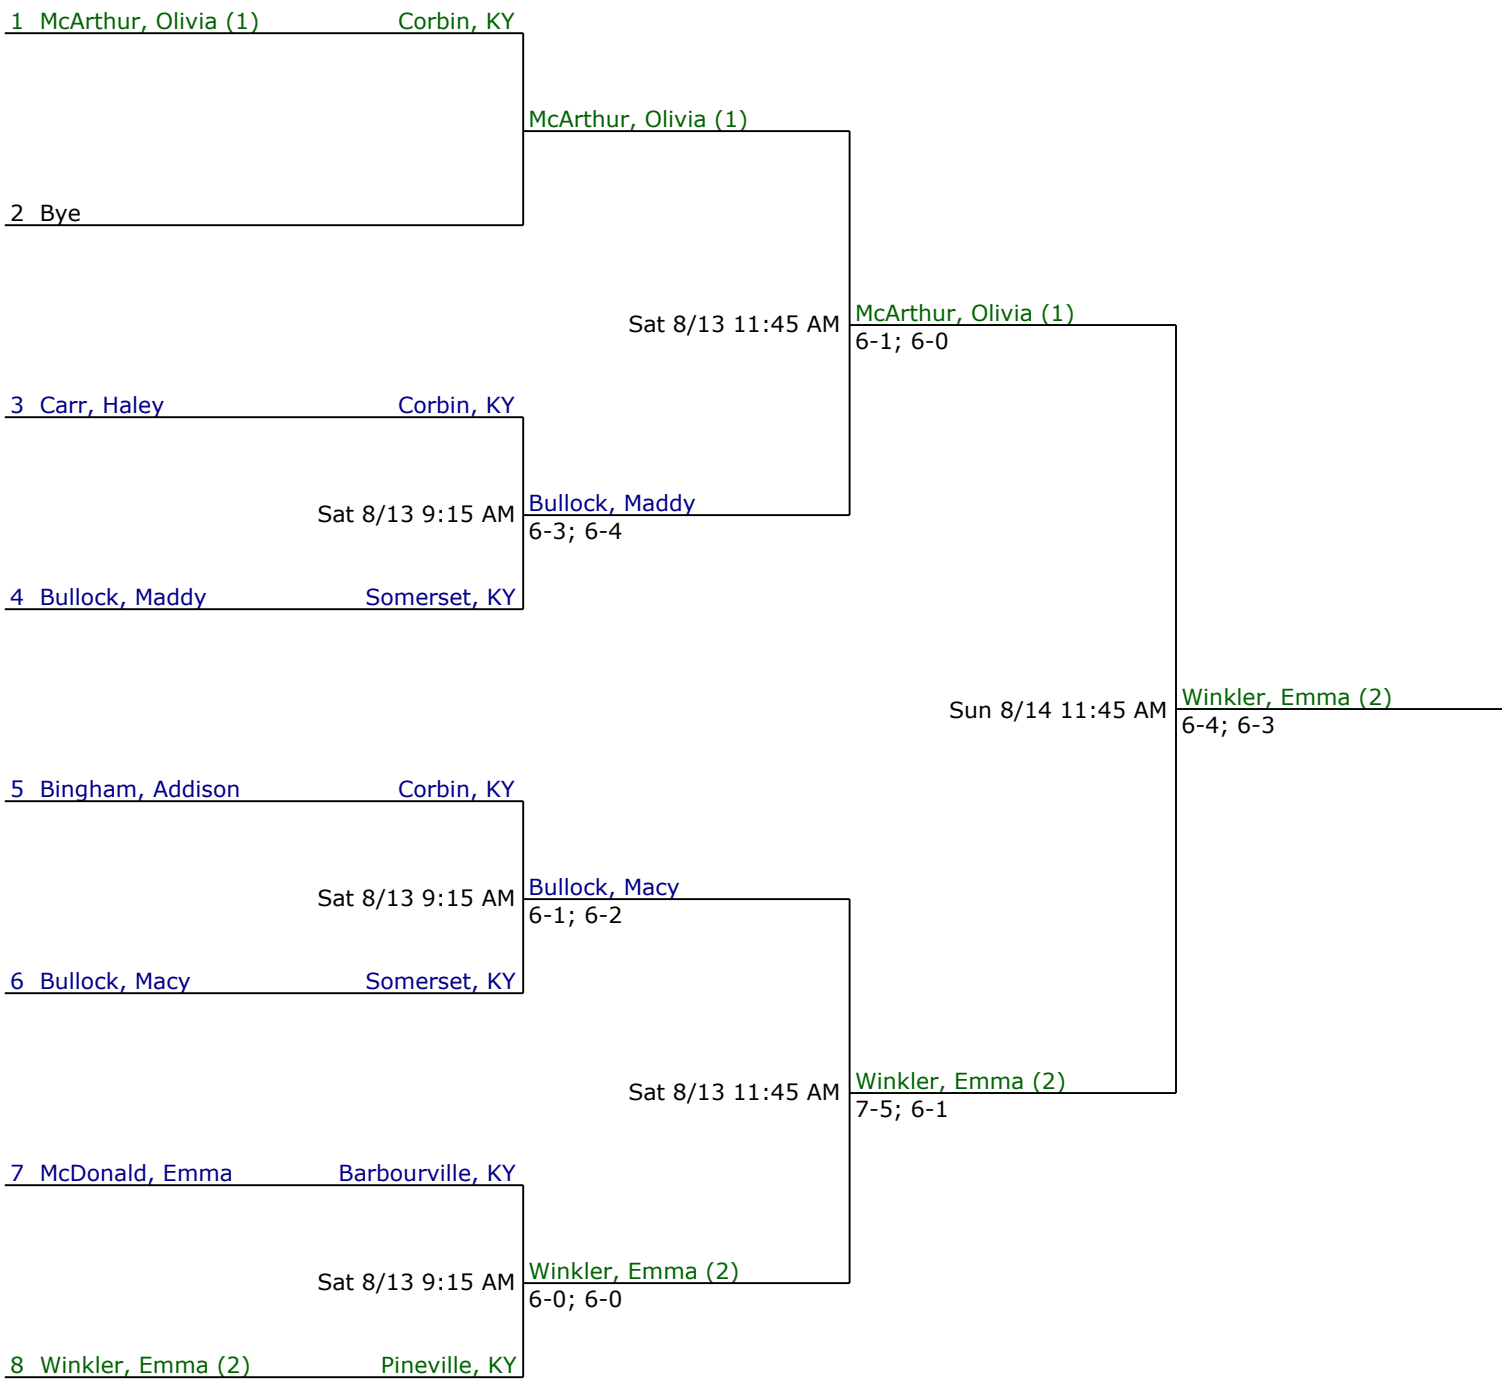 1 McArthur, Olivia (1) Corbin, KY
McArthur, Olivia (1)
2 Bye
Sat 8/13 11:45 AM
McArthur, Olivia (1)
6-1; 6-0
3 Carr, Haley Corbin, KY
Sat 8/13 9:15 AM
Bullock, Maddy
6-3; 6-4
4 Bullock, Maddy Somerset, KY
Sun 8/14 11:45 AM
Winkler, Emma (2)
6-4; 6-3
5 Bingham, Addison Corbin, KY
Sat 8/13 9:15 AM
Bullock, Macy
6-1; 6-2
6 Bullock, Macy Somerset, KY
Sat 8/13 11:45 AM
Winkler, Emma (2)
7-5; 6-1
7 McDonald, Emma Barbourville, KY
Sat 8/13 9:15 AM
Winkler, Emma (2)
6-0; 6-0
8 Winkler, Emma (2) Pineville, KY